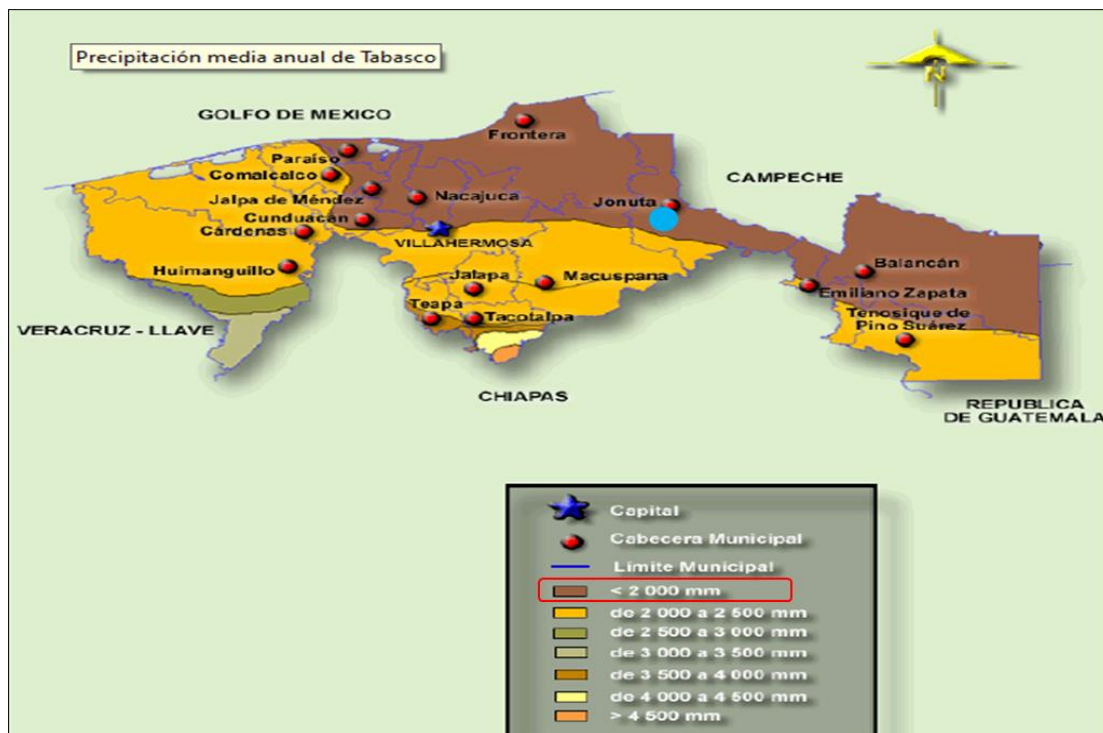 Precipitación media anual de Tabasco
N
GOLFO DE MEXICO
Frontera
Paraíso
Comalcalco
CAMPECHE
Jalpa de Méndez
Nacajuca
Jonuta
Cunduacán
Cárdenas
VILLAHERMOSA
Huimanguillo
Jalapa
Macuspana
Balancán
Emiliano Zapata
Teapa
Tacotalpa
Tenosique de
Pino Suárez
VERACRUZ - LLAVE
CHIAPAS
REPUBLICA
DE GUATEMALA
Capital
Cabecera Municipal
Límite Municipal
< 2 000 mm
de 2 000 a 2 500 mm
de 2 500 a 3 000 mm
de 3 000 a 3 500 mm
de 3 500 a 4 000 mm
de 4 000 a 4 500 mm
> 4 500 mm